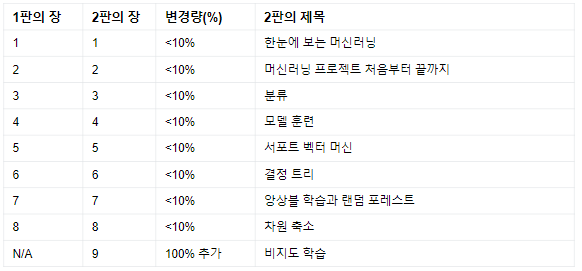 1판의 장 2판의 장 변경량(%) 2판의 제목
1 1 <10% 한눈에 보는 머신러닝
2 2 <10% 머신러닝 프로젝트 처음부터 끝까지
3 3 <10% 분류
4 4 <10% 모델 훈련
5 5 <10% 서포트 벡터 머신
6 6 <10% 결정 트리
7 7 <10% 앙상블 학습과 랜덤 포레스트
8 8 <10% 차원 축소
N/A 9 100% 추가 비지도 학습